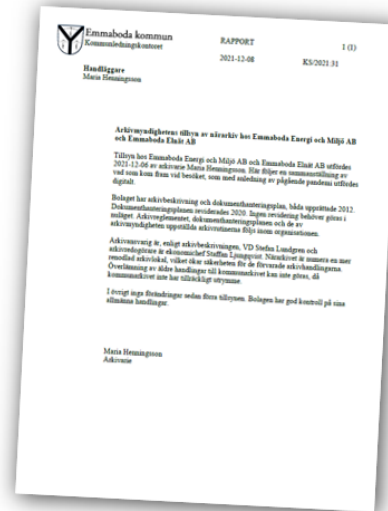 Emmaboda kommun
Kommunledningskontoret
RAPPORT
1 (1)
2021-12-08
KS/2021:31
Handläggare
Maria Henningsson
Arkivmyndighetens tillsyn av närarkiv hos Emmaboda Energi och Miljö AB
och Emmaboda Elnät AB
Tillsyn hos Emmaboda Energi och Miljö AB och Emmaboda Elnät AB utfördes
2021-12-06 av arkivarie Maria Henningsson. Här följer en sammanställning av
vad som kom fram vid besöket, som med anledning av pågående pandemi utfördes
digitalt.
Bolaget har arkivbeskrivning och dokumenthanteringsplan, båda upprättade 2012.
Dokumenthanteringsplanen reviderades 2020. Ingen revidering behöver göras i
nuläget. Arkivreglementet, dokumenthanteringsplanen och de av
arkivmyndigheten uppställda arkivrutinerna följs inom organisationen.
Arkivansvarig är, enligt arkivbeskrivningen, VD Stefan Lundgren och
arkivredogörare är ekonomichef Staffan Ljungqvist. Närarkivet är numera en mer
renodlad arkivlokal, vilket ökar säkerheten för de förvarade arkivhandlingarna.
Överlämning av äldre handlingar till kommunarkivet kan inte göras, då
kommunarkivet inte har tillräckligt utrymme.
I övrigt inga förändringar sedan förra tillsynen. Bolagen har god kontroll på sina
allmänna handlingar.
Maria Henningsson
Arkivarie